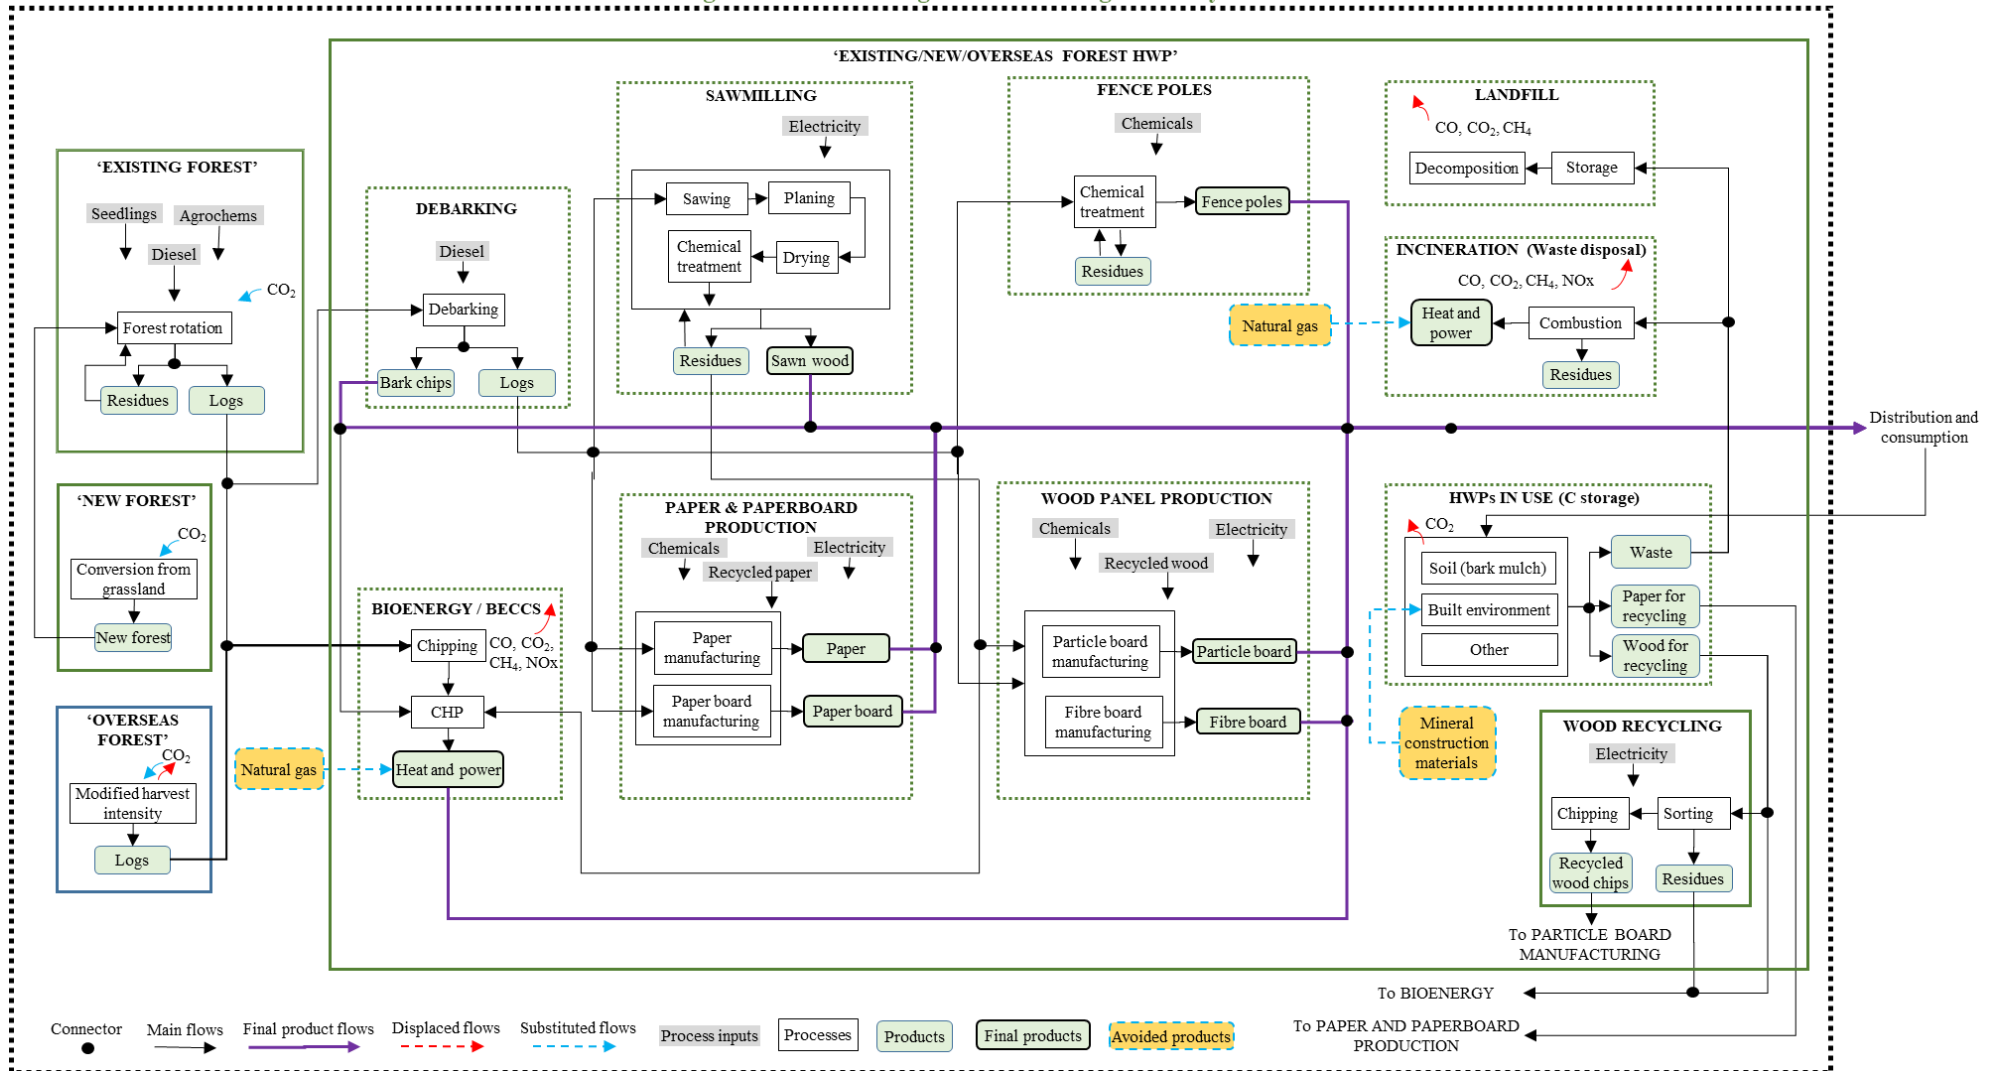 'EXISTING/NEW/OVERSEAS FOREST HWP'
'EXISTING FOREST'
Seedlings
Agrochems
Diesel
CO2
Forest rotation
Residues
Logs
'NEW FOREST'
CO2
Conversion from
grassland
New forest
'OVERSEAS
FOREST'
CO2
Modified harvest
intensity
Logs
DEBARKING
Diesel
Debarking
Bark chips
Logs
SAWMILLING
Electricity
Sawing
Planing
Chemical
treatment
Drying
Residues
Sawn wood
FENCE POLES
Chemicals
Chemical
treatment
Fence poles
Residues
LANDFILL
CO, CO2, CH4
Decomposition
Storage
INCINERATION (Waste disposal)
CO, CO2, CH4, NOx
Natural gas
Heat and
power
Combustion
Residues
Distribution and
consumption
BIOENERGY / BECCS
Chipping
CO, CO2,
CH4, NOx
CHP
Natural gas
Heat and power
PAPER & PAPERBOARD
PRODUCTION
Chemicals
Electricity
Recycled paper
Paper
manufacturing
Paper
Paper board
manufacturing
Paper board
WOOD PANEL PRODUCTION
Chemicals
Electricity
Recycled wood
Particle board
manufacturing
Particle board
Fibre board
manufacturing
Fibre board
HWPs IN USE (C storage)
CO2
Soil (bark mulch)
Built environment
Other
Waste
Paper for
recycling
Wood for
recycling
Mineral
construction
materials
WOOD RECYCLING
Electricity
Chipping
Sorting
Recycled
wood chips
Residues
To PARTICLE BOARD
MANUFACTURING
To BIOENERGY
To PAPER AND PAPERBOARD
PRODUCTION
Connector
Main flows
Final product flows
Displaced flows
Substituted flows
Process inputs
Processes
Products
Final products
Avoided products